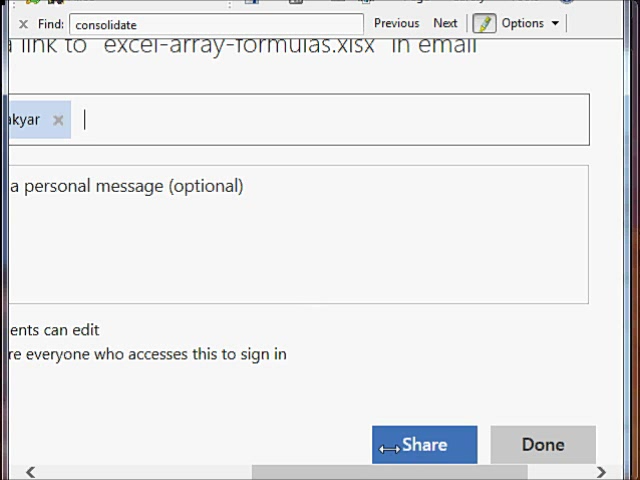 Find: consolidate Previous Next Options
a link to "excel-array-formulas.xlsx" in email
akyar ×
a personal message (optional)
ents can edit
re everyone who accesses this to sign in
Share Done